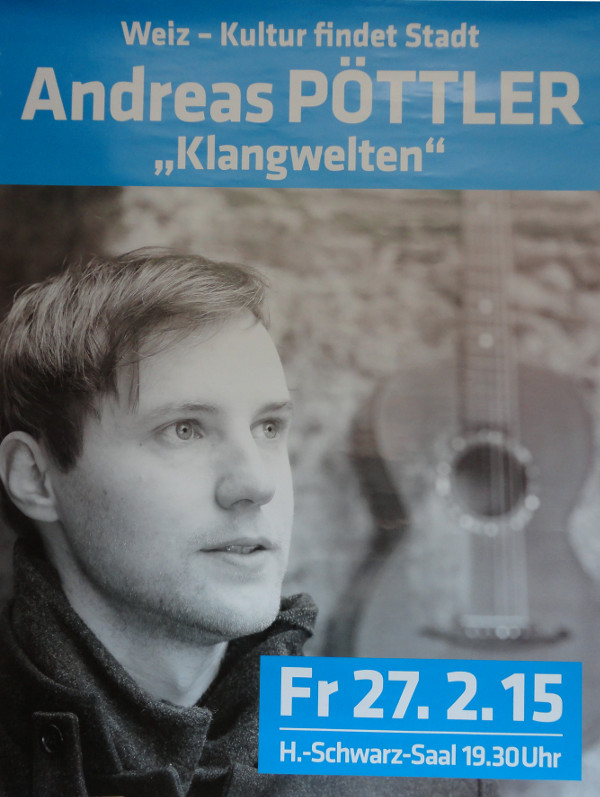 Weiz – Kultur findet Stadt
Andreas PÖTTLER
„Klangwelten“
Fr 27. 2. 15
H.-Schwarz-Saal 19.30 Uhr